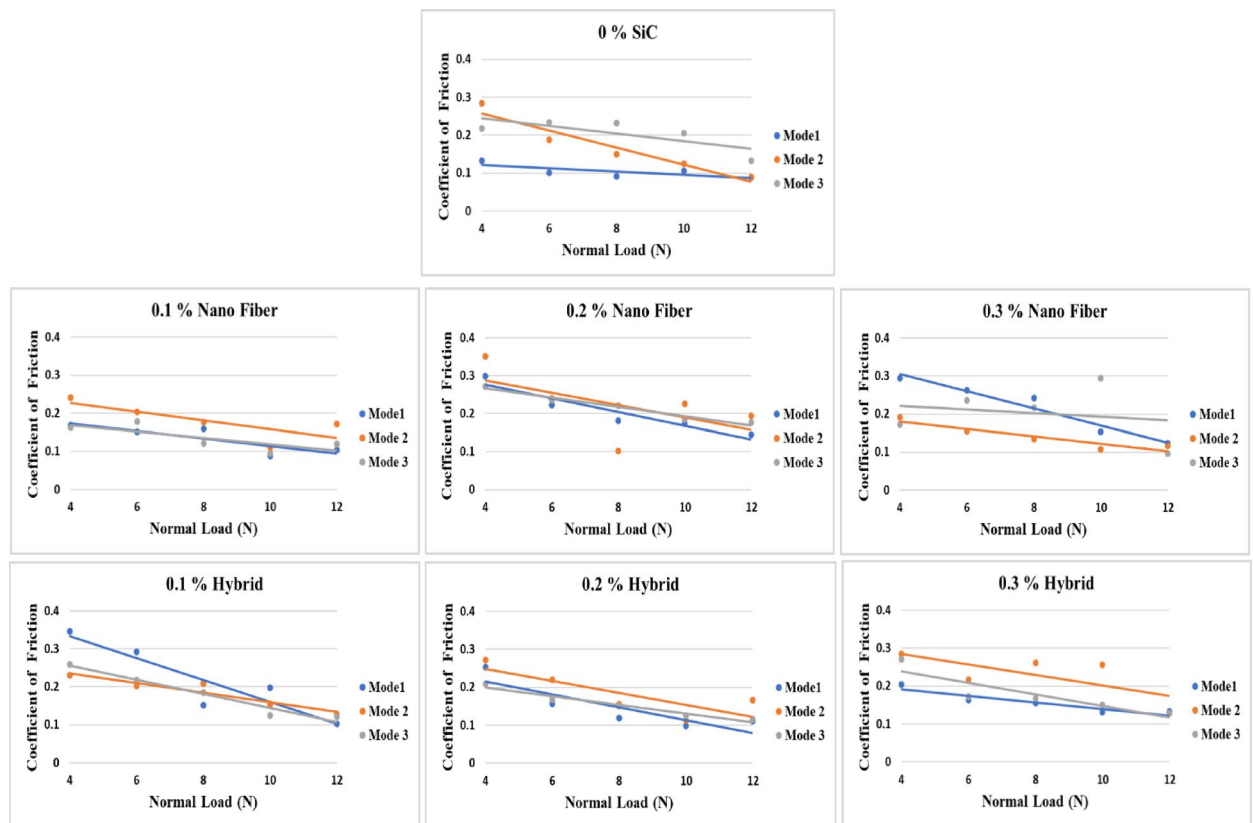 0 % SiC
Coefficient of Friction
0.4
0.3
0.2
0.1
0
4 6 8 10 12
Normal Load (N)
Mode1
Mode 2
Mode 3
0.1 % Nano Fiber
Coefficient of Friction
0.4
0.3
0.2
0.1
0
4 6 8 10 12
Normal Load (N)
Mode1
Mode 2
Mode 3
0.2 % Nano Fiber
Coefficient of Friction
0.4
0.3
0.2
0.1
0
4 6 8 10 12
Normal Load (N)
Mode1
Mode 2
Mode 3
0.3 % Nano Fiber
Coefficient of Friction
0.4
0.3
0.2
0.1
0
4 6 8 10 12
Normal Load (N)
Mode1
Mode 2
Mode 3
0.1 % Hybrid
Coefficient of Friction
0.4
0.3
0.2
0.1
0
4 6 8 10 12
Normal Load (N)
Mode1
Mode 2
Mode 3
0.2 % Hybrid
Coefficient of Friction
0.4
0.3
0.2
0.1
0
4 6 8 10 12
Normal Load (N)
Mode1
Mode 2
Mode 3
0.3 % Hybrid
Coefficient of Friction
0.4
0.3
0.2
0.1
0
4 6 8 10 12
Normal Load (N)
Mode1
Mode 2
Mode 3